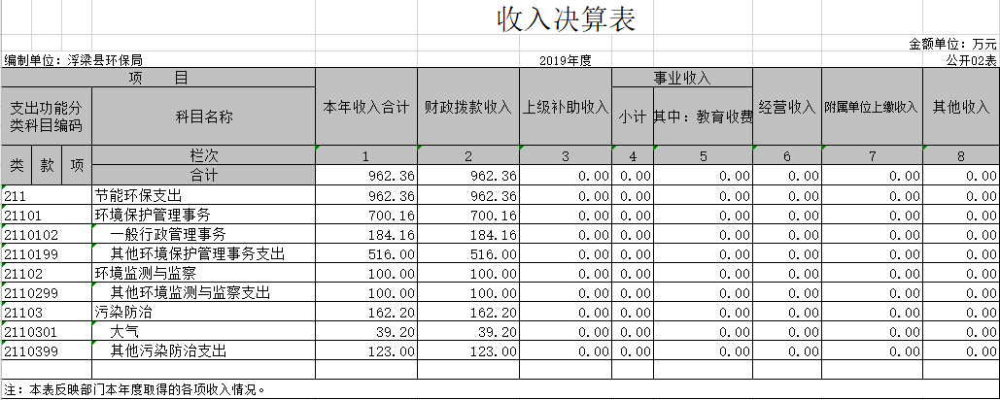 收入决算表
金额单位：万元
编制单位：浮梁县环保局 2019年度 公开02表
项 目 本年收入合计 财政拨款收入 上级补助收入 事业收入 经营收入 附属单位上缴收入 其他收入
支出功能分类科目编码 科目名称 小计 其中：教育收费
类 款 项 栏次 1 2 3 4 5 6 7 8
合计 962.36 962.36 0.00 0.00 0.00 0.00 0.00 0.00
211 节能环保支出 962.36 962.36 0.00 0.00 0.00 0.00 0.00 0.00
21101 环境保护管理事务 700.16 700.16 0.00 0.00 0.00 0.00 0.00 0.00
2110102 一般行政管理事务 184.16 184.16 0.00 0.00 0.00 0.00 0.00 0.00
2110199 其他环境保护管理事务支出 516.00 516.00 0.00 0.00 0.00 0.00 0.00 0.00
21102 环境监测与监察 100.00 100.00 0.00 0.00 0.00 0.00 0.00 0.00
2110299 其他环境监测与监察支出 100.00 100.00 0.00 0.00 0.00 0.00 0.00 0.00
21103 污染防治 162.20 162.20 0.00 0.00 0.00 0.00 0.00 0.00
2110301 大气 39.20 39.20 0.00 0.00 0.00 0.00 0.00 0.00
2110399 其他污染防治支出 123.00 123.00 0.00 0.00 0.00 0.00 0.00 0.00
注：本表反映部门本年度取得的各项收入情况。